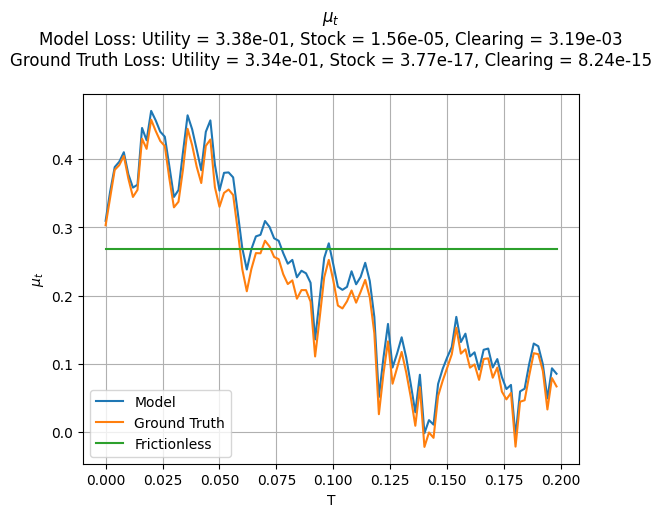 μₜ
Model Loss: Utility = 3.38e-01, Stock = 1.56e-05, Clearing = 3.19e-03
Ground Truth Loss: Utility = 3.34e-01, Stock = 3.77e-17, Clearing = 8.24e-15
0.4
0.3
0.2
0.1
0.0
μₜ
Model
Ground Truth
Frictionless
0.000
0.025
0.050
0.075
0.100
0.125
0.150
0.175
0.200
T